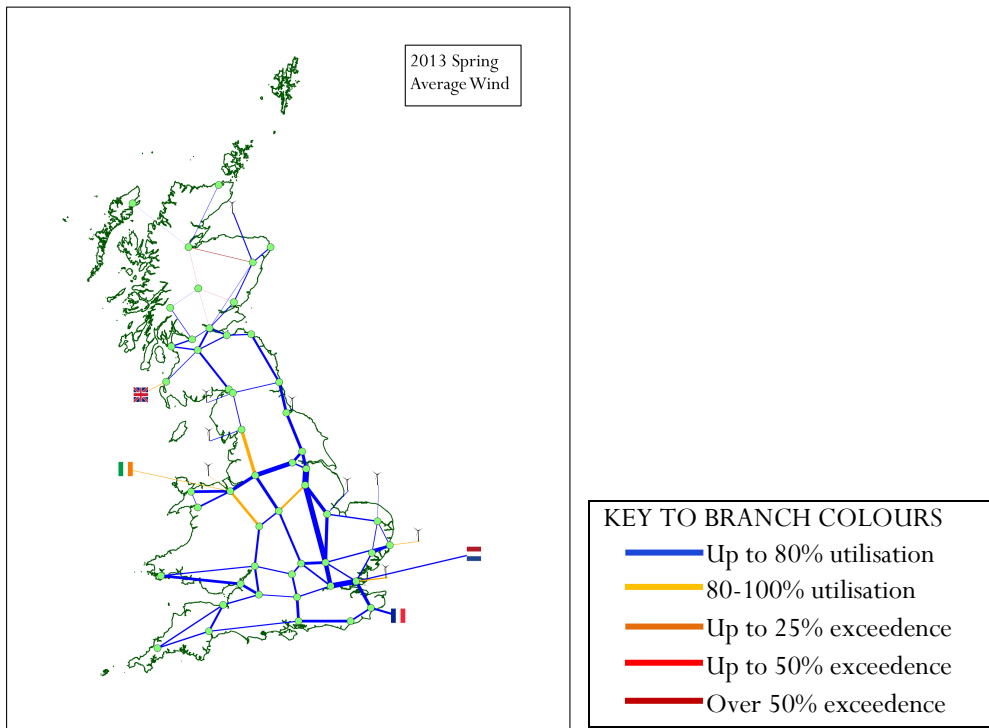 2013 Spring
Average Wind
KEY TO BRANCH COLOURS
Up to 80% utilisation
80-100% utilisation
Up to 25% exceedence
Up to 50% exceedence
Over 50% exceedence